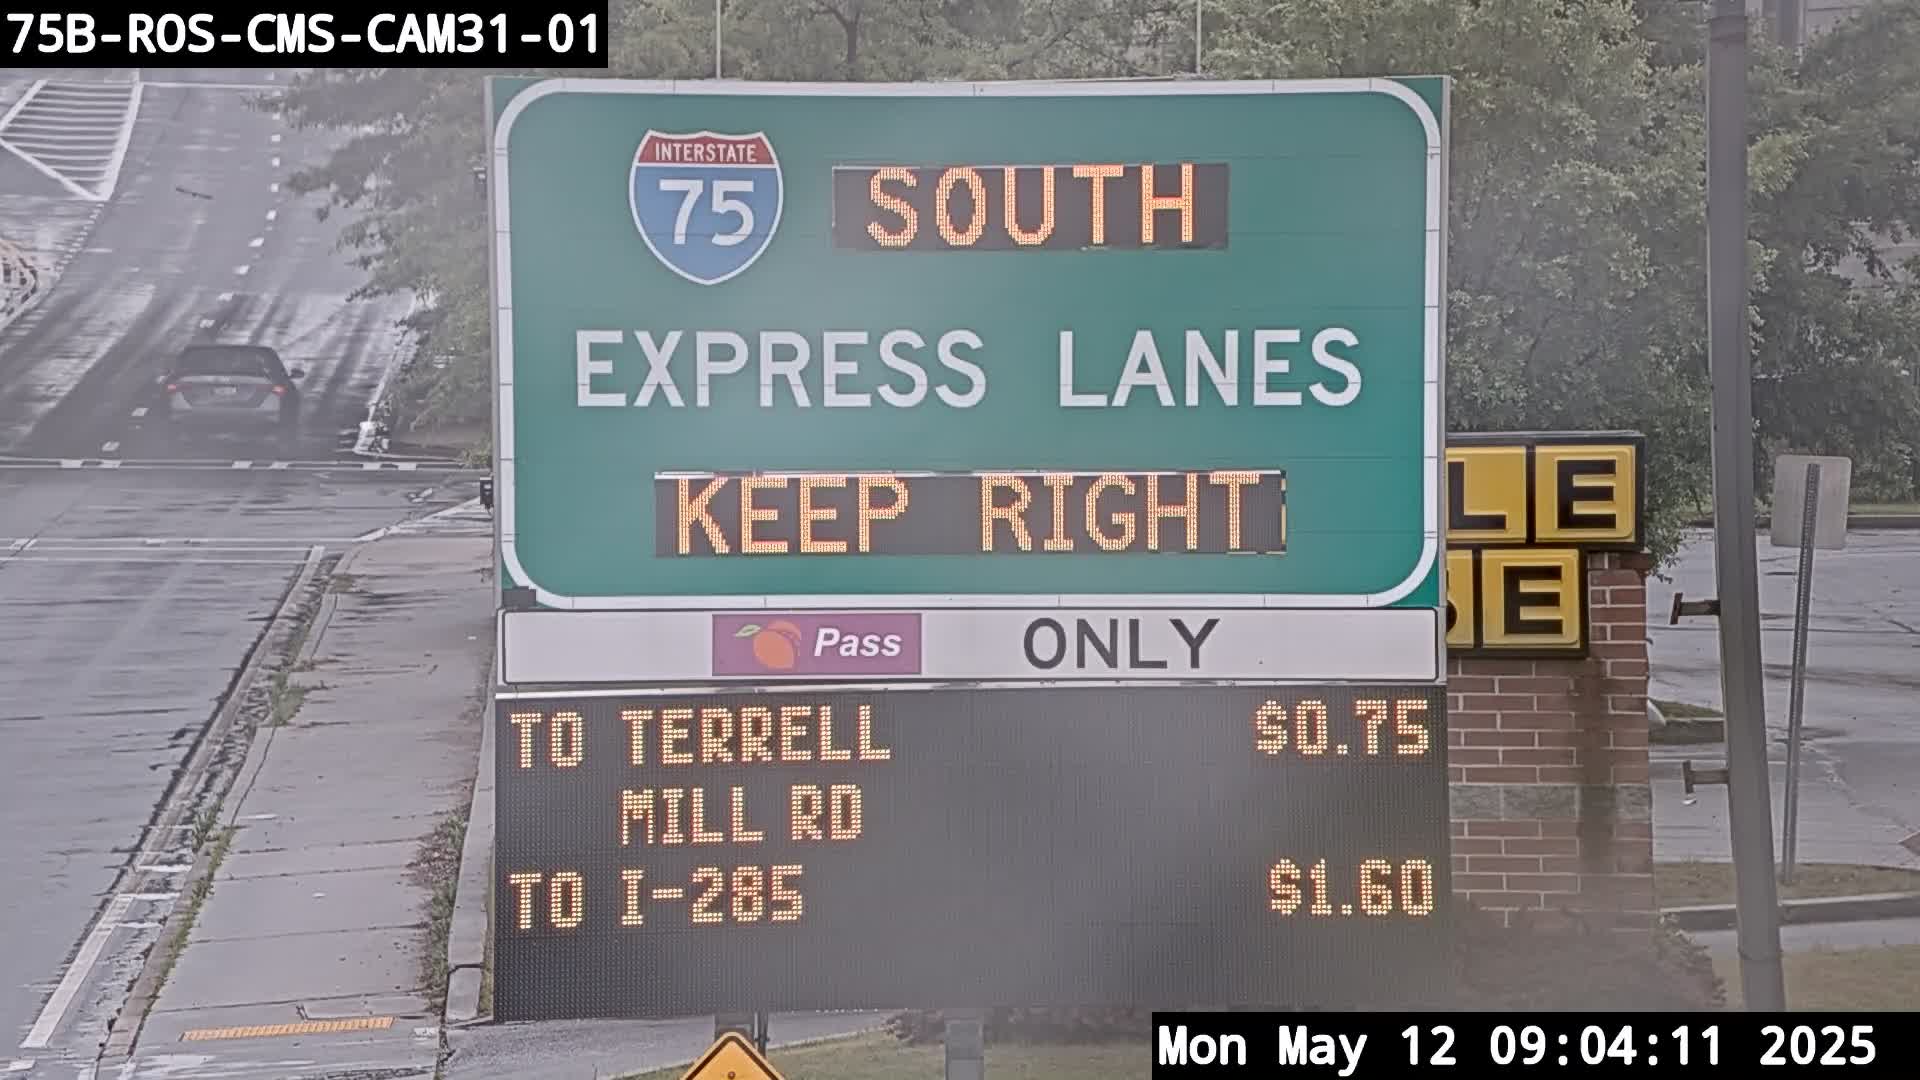 75B-ROS-CMS-CAM31-01
INTERSTATE
75
SOUTH
EXPRESS LANES
KEEP RIGHT
Pass ONLY
TO TERRELL $0.75
MILL RD
TO I-285 $1.60
LE
E
Mon May 12 09:04:11 2025